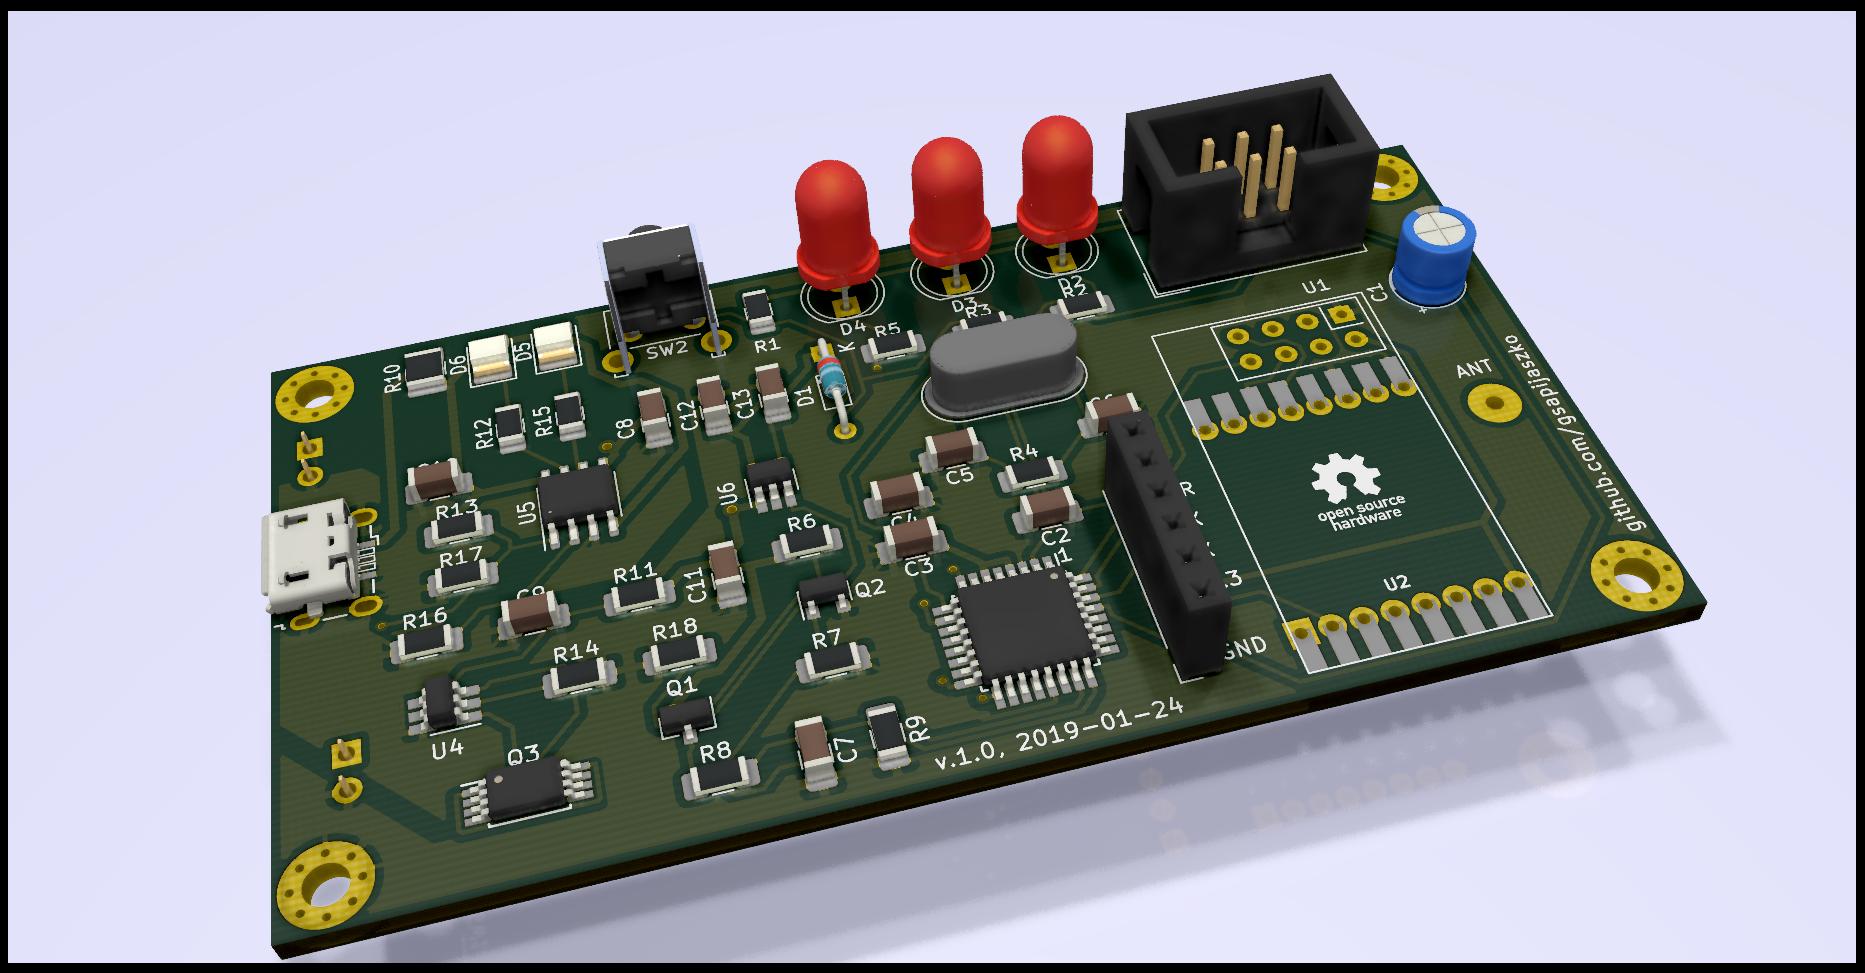 U1
C1
D2
R2
D3
R3
D4
R5
K
SW2
R1
D5
D6
R10
ANT
github.com/gsapijaszko
D1
C13
C12
C8
R15
R12
R4
C5
open source
hardware
U6
U5
R13
R6
C4
C2
C3
R17
R11
C11
Q2
U2
C9
R16
R18
R14
R7
GND
Q1
U4
Q3
R8
C7
R9
v.1.0, 2019-01-24